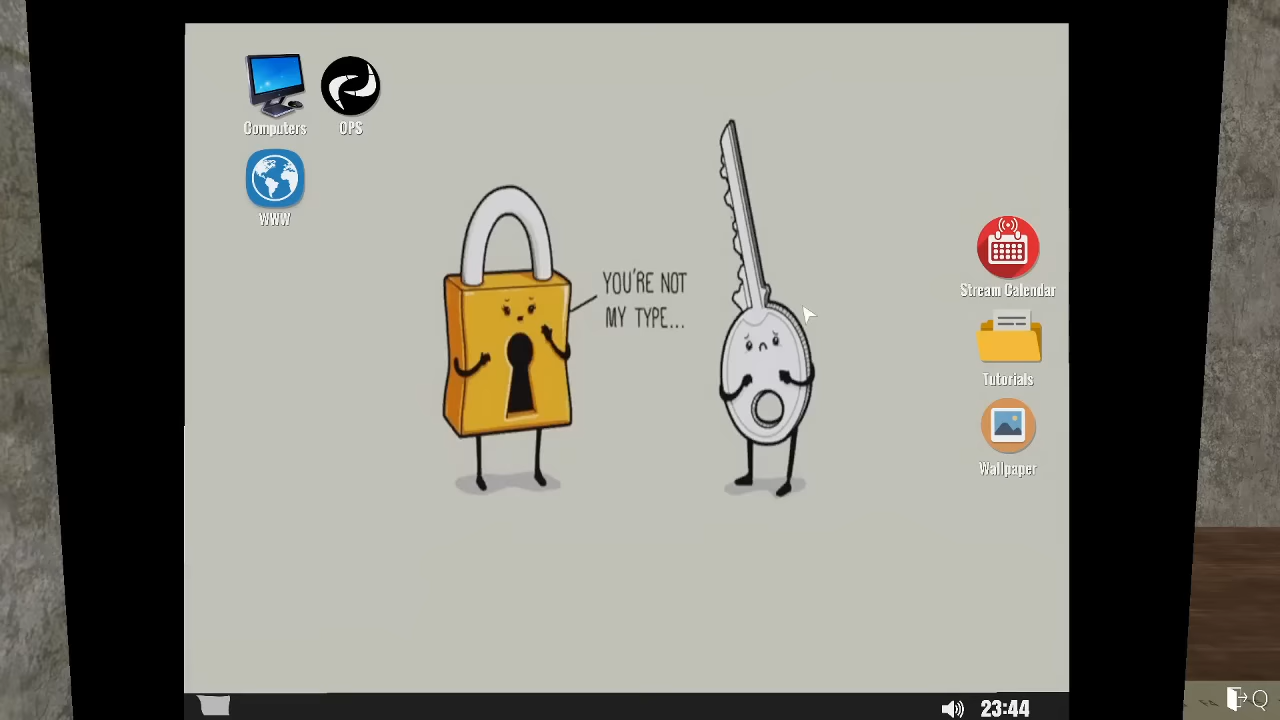 Computers
OPS
WWW
YOU'RE NOT
MY TYPE...
Stream Calendar
Tutorials
Wallpaper
23:44
Q